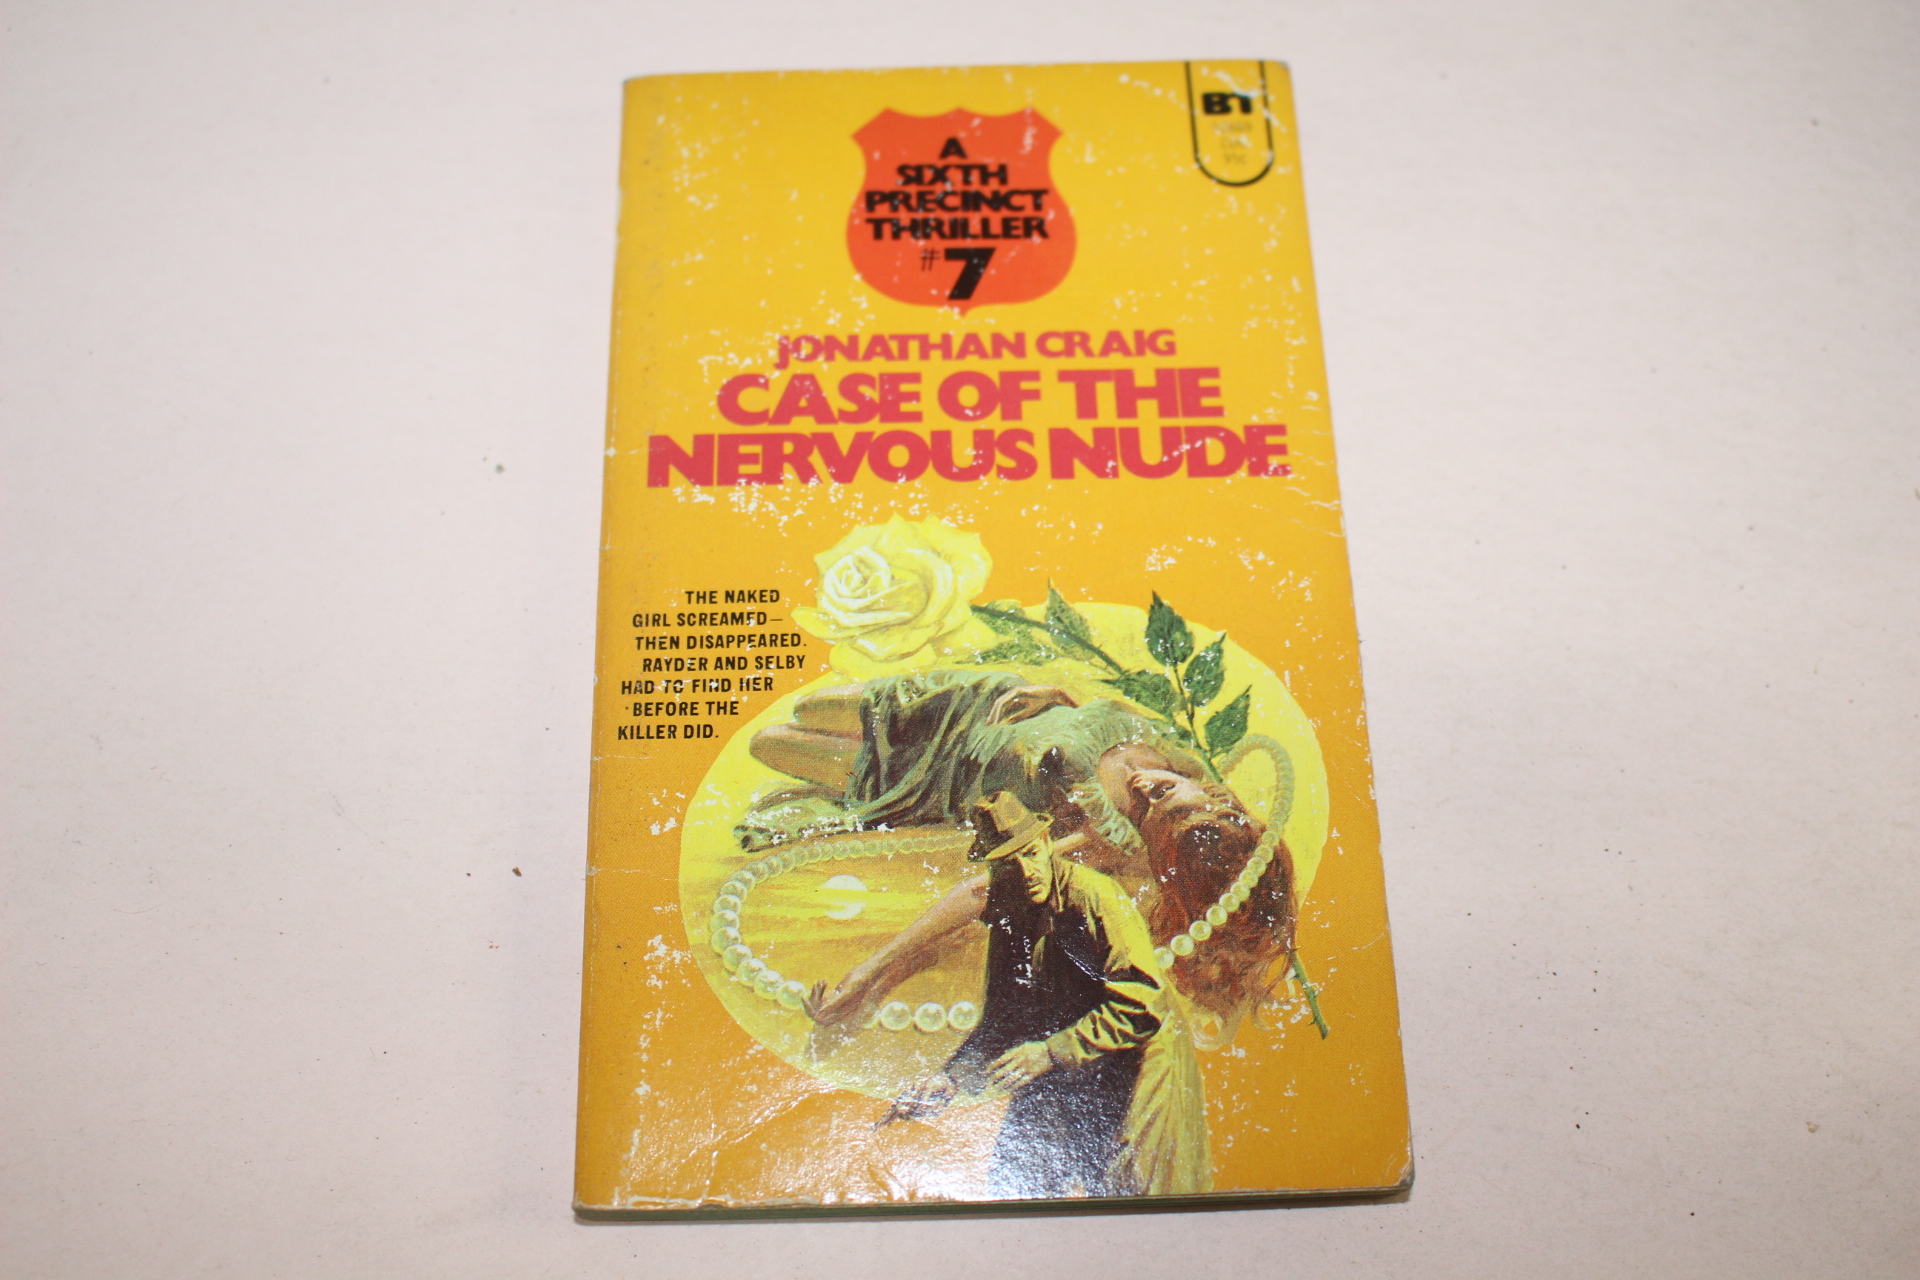 A
SIXTH
PRECINCT
THRILLER
#7
BT
95c
JONATHAN CRAIG
CASE OF THE
NERVOUS NUDE
THE NAKED
GIRL SCREAMED—
THEN DISAPPEARED.
RAYDER AND SELBY
HAD TO FIND HER
BEFORE THE
KILLER DID.